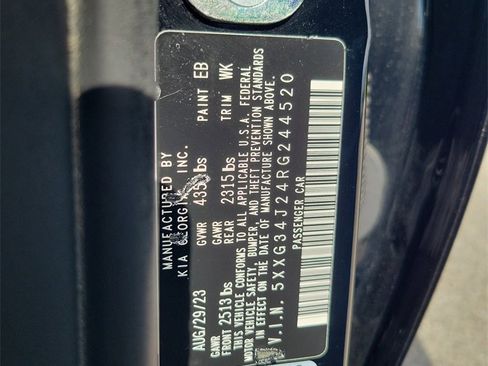 MANUFACTURED BY
KIA GEORGIA INC.
AUG/29/23 GVWR lbs PAINT EB
GAWR GAWR
FRONT 2513lbs REAR 2315 lbs TRIM WK
THIS VEHICLE CONFORMS TO ALL APPLICABLE U.S.A. FEDERAL
MOTOR VEHICLE SAFETY, BUMPER, AND THEFT PREVENTION STANDARDS
IN EFFECT ON THE DATE OF MANUFACTURE SHOWN ABOVE.
V.I.N. 5XXG34J24RG244520
PASSENGER CAR